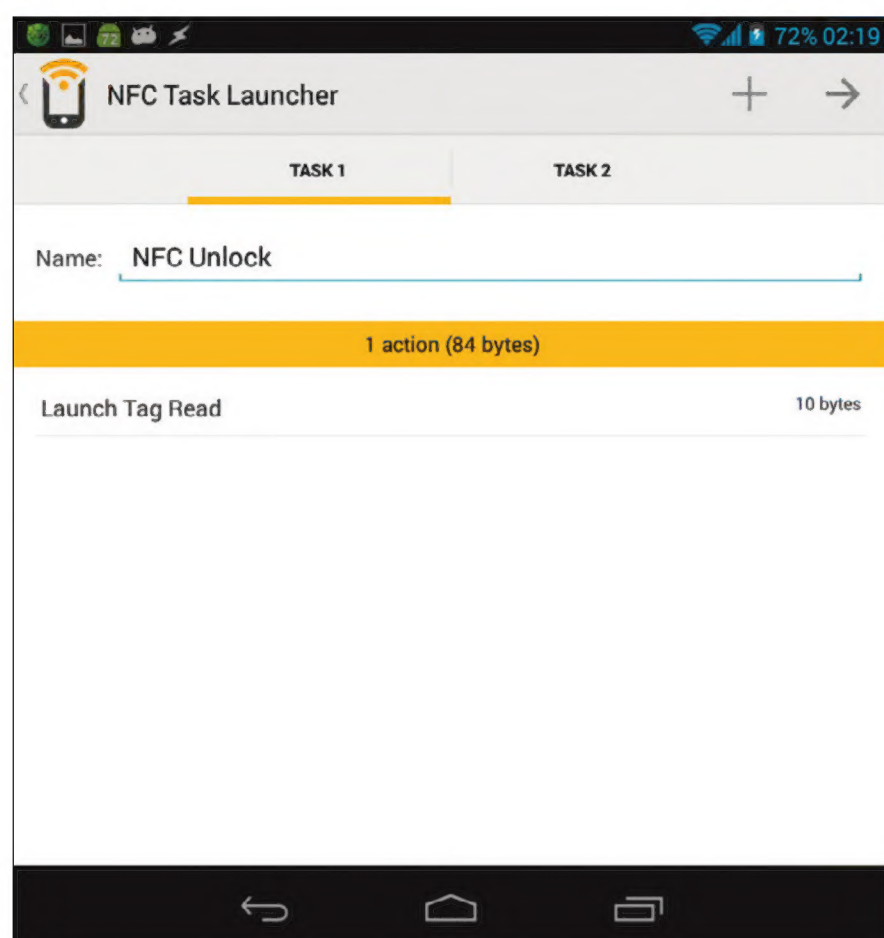 72
72% 02:19
NFC Task Launcher
TASK 1
TASK 2
Name: NFC Unlock
1 action (84 bytes)
Launch Tag Read
10 bytes